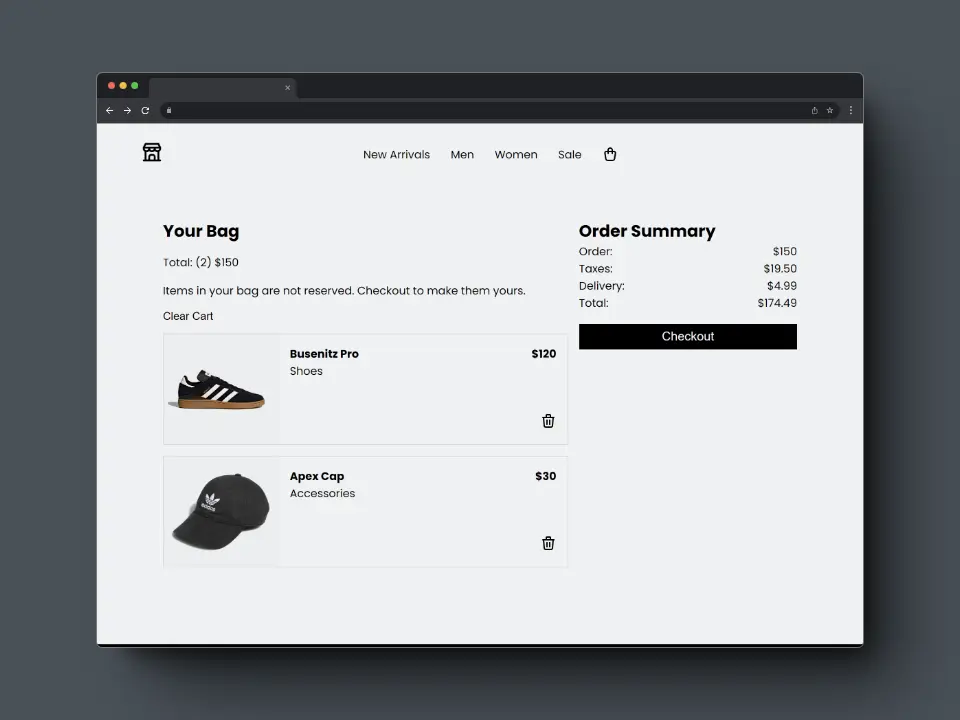 New Arrivals Men Women Sale
Your Bag
Total: (2) $150
Items in your bag are not reserved. Checkout to make them yours.
Clear Cart
Busenitz Pro $120
Shoes
Apex Cap $30
Accessories
adidas
Order Summary
Order: $150
Taxes: $19.50
Delivery: $4.99
Total: $174.49
Checkout